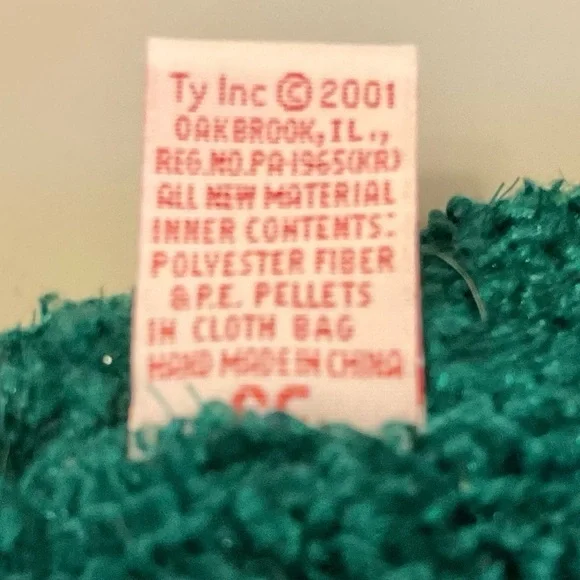 Ty Inc © 2001
OAKBROOK, IL.,
REG.NO.PA-1965(KR)
ALL NEW MATERIAL
INNER CONTENTS:
POLYESTER FIBER
& P.E. PELLETS
IN CLOTH BAG
HAND MADE IN CHINA